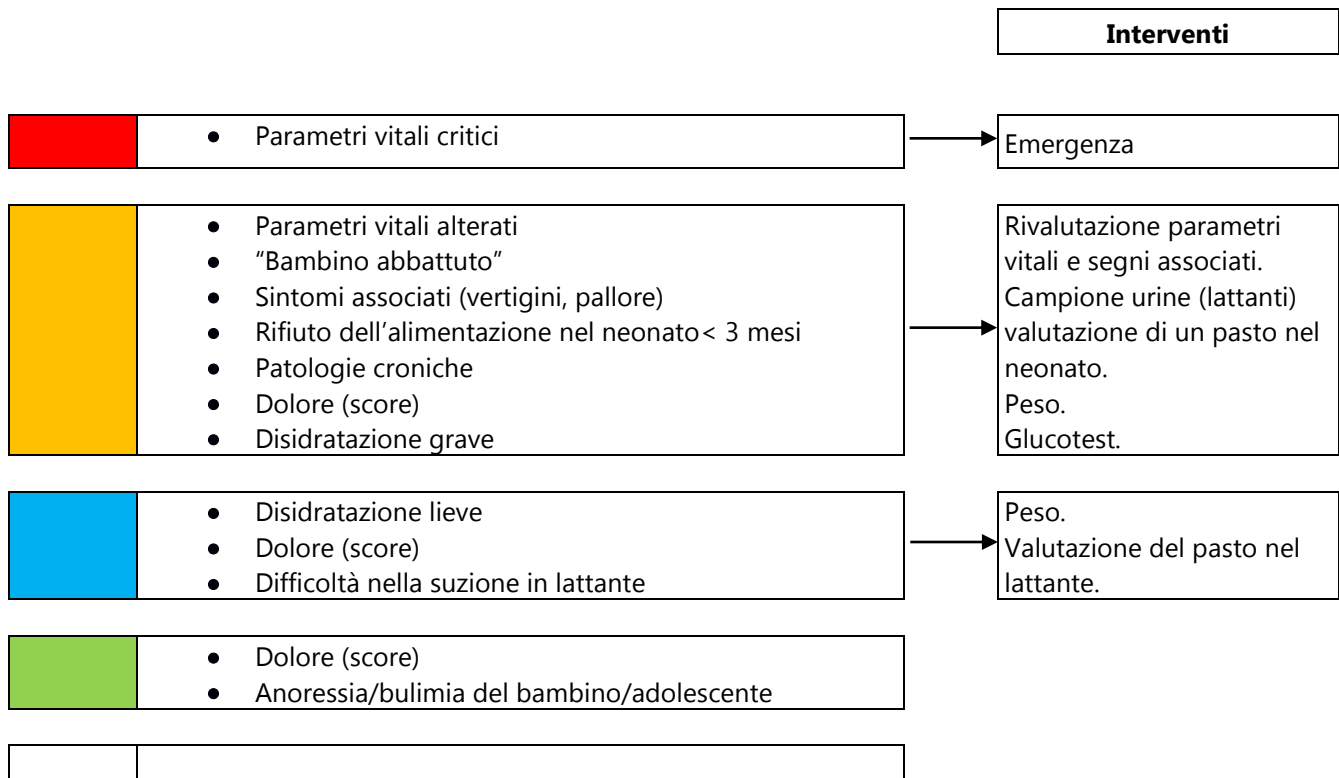 Interventi
● Parametri vitali critici
Emergenza
● Parametri vitali alterati
● “Bambino abbattuto”
● Sintomi associati (vertigini, pallore)
● Rifiuto dell’alimentazione nel neonato< 3 mesi
● Patologie croniche
● Dolore (score)
● Disidratazione grave
Rivalutazione parametri
vitali e segni associati.
Campione urine (lattanti)
valutazione di un pasto nel
neonato.
Peso.
Glucotest.
● Disidratazione lieve
● Dolore (score)
● Difficoltà nella suzione in lattante
Peso.
Valutazione del pasto nel
lattante.
● Dolore (score)
● Anoressia/bulimia del bambino/adolescente